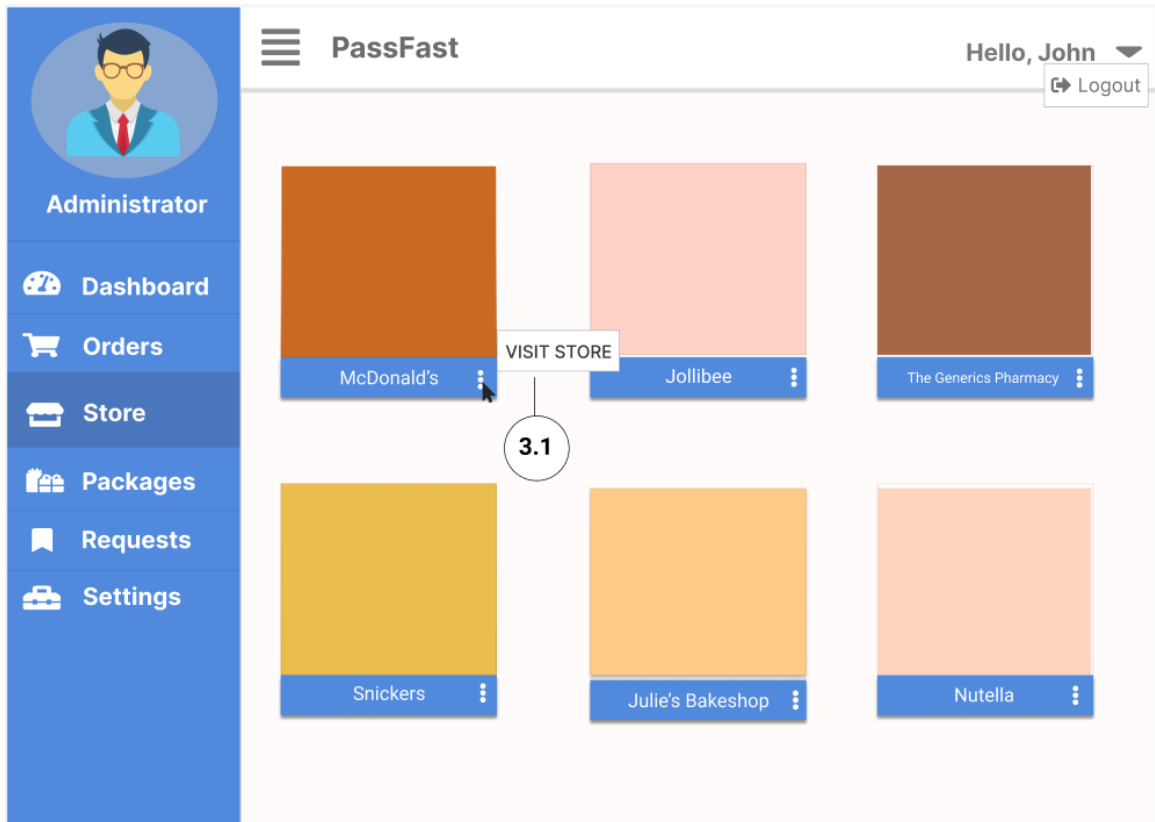 PassFast
Hello, John
Logout
Administrator
Dashboard
Orders
Store
Packages
Requests
Settings
VISIT STORE
McDonald's
Jollibee
The Generics Pharmacy
3.1
Snickers
Julie's Bakeshop
Nutella